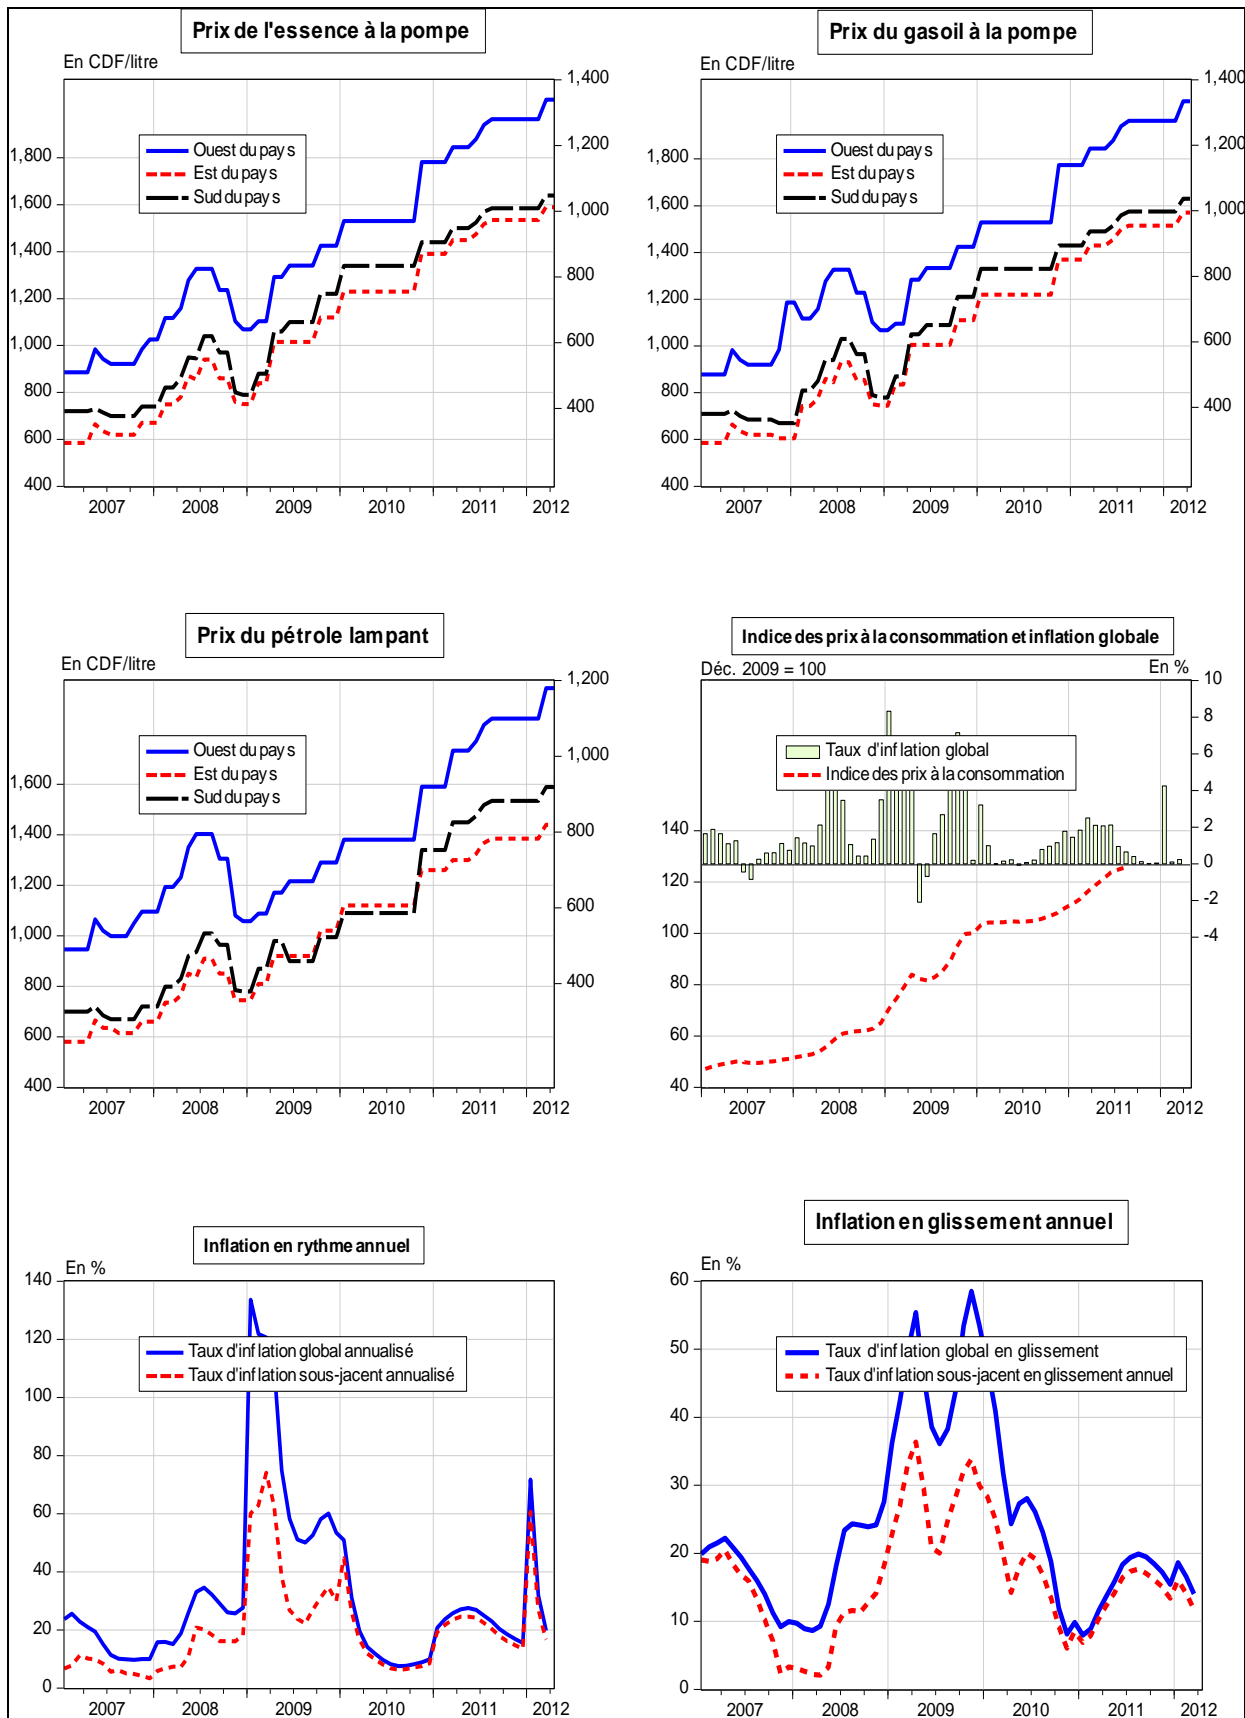 Prix de l'essence à la pompe
En CDF/litre
1,400
1,200
1,000
800
600
400
1,800
1,600
1,400
1,200
1,000
800
600
400
Ouest du pays
Est du pays
Sud du pays
2007 2008 2009 2010 2011 2012
Prix du gasoil à la pompe
En CDF/litre
1,400
1,200
1,000
800
600
400
1,800
1,600
1,400
1,200
1,000
800
600
400
Ouest du pays
Est du pays
Sud du pays
2007 2008 2009 2010 2011 2012
Prix du pétrole lampant
En CDF/litre
1,200
1,000
800
600
400
1,600
1,400
1,200
1,000
800
600
400
Ouest du pays
Est du pays
Sud du pays
2007 2008 2009 2010 2011 2012
Indice des prix à la consommation et inflation globale
Déc. 2009 = 100
En %
10
8
6
4
2
0
-2
-4
140
120
100
80
60
40
Taux d'inflation global
Indice des prix à la consommation
2007 2008 2009 2010 2011 2012
Inflation en rythme annuel
En %
140
120
100
80
60
40
20
0
Taux d'inflation global annualisé
Taux d'inflation sous-jacent annualisé
2007 2008 2009 2010 2011 2012
Inflation en glissement annuel
En %
60
50
40
30
20
10
0
Taux d'inflation global en glissement
Taux d'inflation sous-jacent en glissement annuel
2007 2008 2009 2010 2011 2012